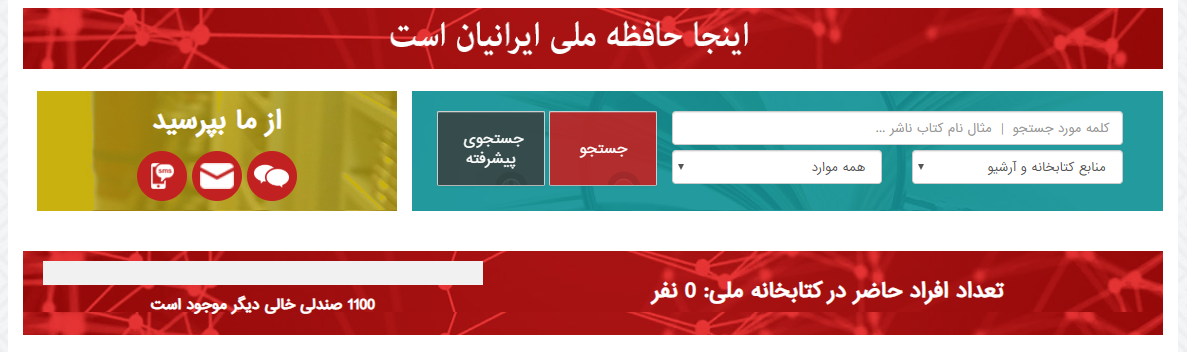 اینجا حافظه ملی ایرانیان است
کلمه مورد جستجو | مثال نام کتاب ناشر ...
منابع کتابخانه و آرشیو
همه موارد
جستجو
جستجوی
پیشرفته
از ما بپرسید
sms
تعداد افراد حاضر در کتابخانه ملی: 0 نفر
1100 صندلی خالی دیگر موجود است